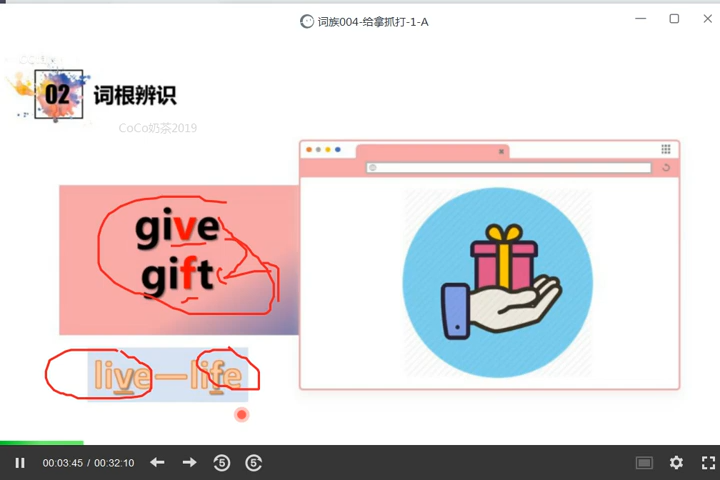 词族004-给拿抓打-1-A
02 词根辨识
CoCo奶茶2019
give
gift
live—life
00:03:45 / 00:32:10
5 5